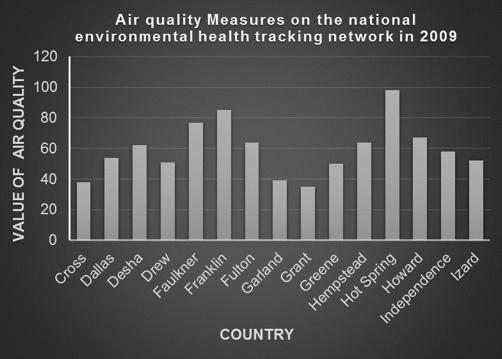 Air quality Measures on the national
environmental health tracking network in 2009
VALUE OF AIR QUALITY
120
100
80
60
40
20
0
Cross
Dallas
Desha
Drew
Faulkner
Franklin
Fulton
Garland
Grant
Greene
Hempstead
Hot Spring
Howard
Independence
Izard
COUNTRY